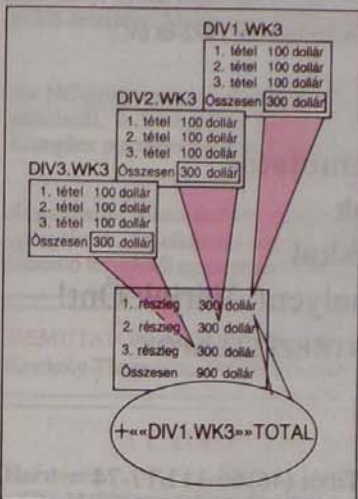 DIV1.WK3
1. tétel 100 dollár
2. tétel 100 dollár
3. tétel 100 dollár
Összesen 300 dollár
DIV2.WK3
1. tétel 100 dollár
2. tétel 100 dollár
3. tétel 100 dollár
Összesen 300 dollár
DIV3.WK3
1. tétel 100 dollár
2. tétel 100 dollár
3. tétel 100 dollár
Összesen 300 dollár
1. részleg 300 dollár
2. részleg 300 dollár
3. részleg 300 dollár
Összesen 900 dollár
+««DIV1.WK3»»TOTAL